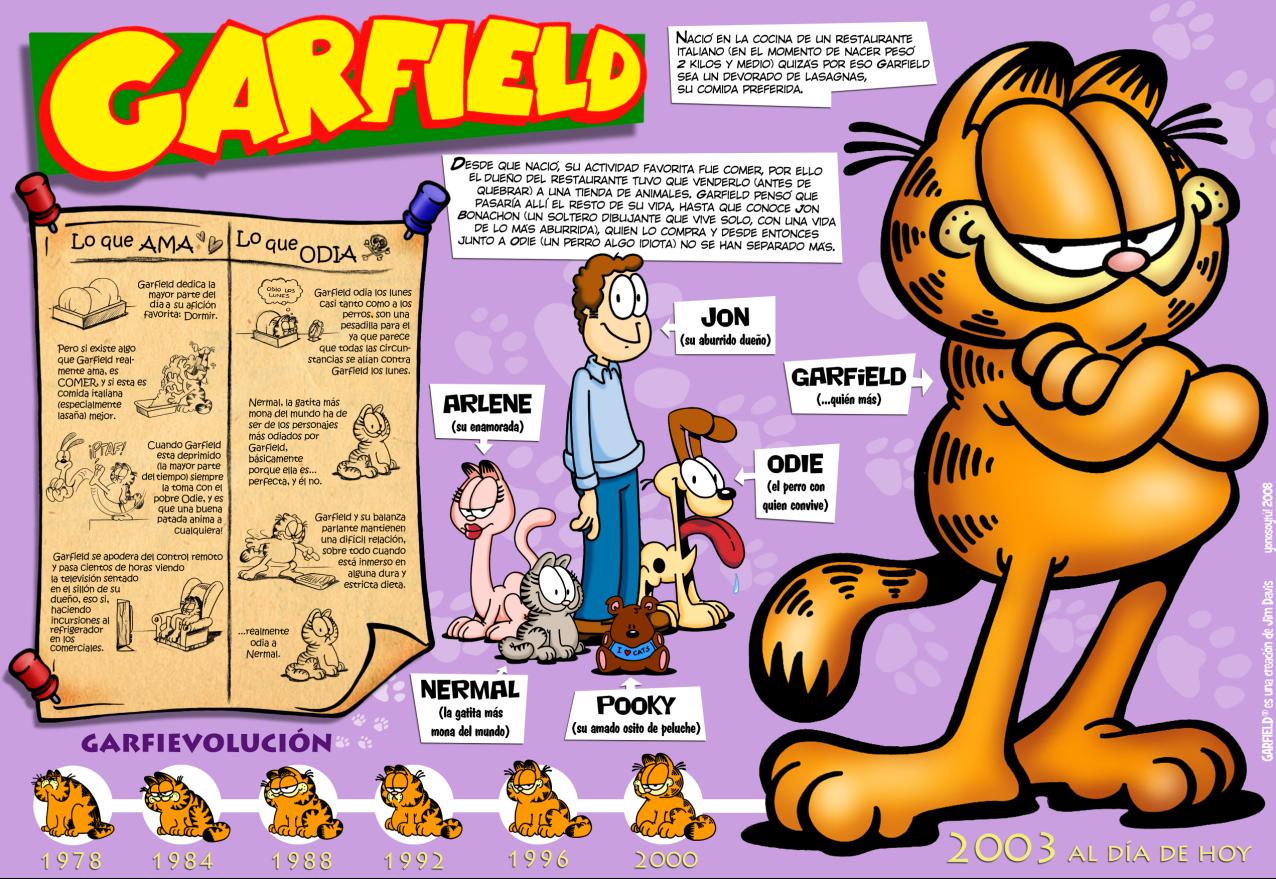 GARFIELD
NACIÓ EN LA COCINA DE UN RESTAURANTE
ITALIANO (EN EL MOMENTO DE NACER PESÓ
2 KILOS Y MEDIO) QUIZÁS POR ESO GARFIELD
SEA UN DEVORADO DE LASAGNAS,
SU COMIDA PREFERIDA.
DESDE QUE NACIÓ, SU ACTIVIDAD FAVORITA FUE COMER, POR ELLO
EL DUEÑO DEL RESTAURANTE TUVO QUE VENDERLO (ANTES DE
QUEBRAR) A UNA TIENDA DE ANIMALES. GARFIELD PENSÓ QUE
PASARÍA ALLÍ EL RESTO DE SU VIDA, HASTA QUE CONOCE JON
BONACHON (UN SOLTERO DIBUJANTE QUE VIVE SOLO, CON UNA VIDA
DE LO MÁS ABURRIDA), QUIEN LO COMPRA Y DESDE ENTONCES
JUNTO A ODIE (UN PERRO ALGO IDIOTA) NO SE HAN SEPARADO MÁS.
Lo que AMA
Garfield dedica la
mayor parte del
día a su afición
favorita: Dormir.
Pero si existe algo
que Garfield real-
mente ama, es
COMER, y si esta es
comida italiana
(especialmente
lasaña) mejor.
¡PTAF!
Cuando Garfield
esta deprimido
(la mayor parte
del tiempo) siempre
la toma con el
pobre Odie, y es
que una buena
patada anima a
cualquiera!
Garfield se apodera del control remoto
y pasa cientos de horas viendo
la televisión sentado
en el sillón de su
dueño, eso si,
haciendo
incursiones al
refrigerador
en los
comerciales.
Lo que ODIA
ODIO LOS
LUNES
Garfield odia los lunes
casi tanto como a los
perros, son una
pesadilla para el
ya que parece
que todas las circun-
stancias se alían contra
Garfield los lunes.
Nermal, la gatita más
mona del mundo ha de
ser de los personajes
más odiados por
Garfield,
básicamente
porque ella es...
perfecta, y él no.
Garfield y su balanza
parlante mantienen
una difícil relación,
sobre todo cuando
está inmerso en
alguna dura y
estricta dieta.
...realmente
odia a
Nermal.
JON
(su aburrido dueño)
GARFiELD
(...quién más)
ARLENE
(su enamorada)
ODIE
(el perro con
quien convive)
I ♥ CATS
NERMAL
(la gatita más
mona del mundo)
POOKY
(su amado osito de peluche)
GARFIEVOLUCIÓN
1978
1984
1988
1992
1996
2000
2003 AL DÍA DE HOY
GARFIELD® es una creación de Jim Davis yonosoytu! 2008